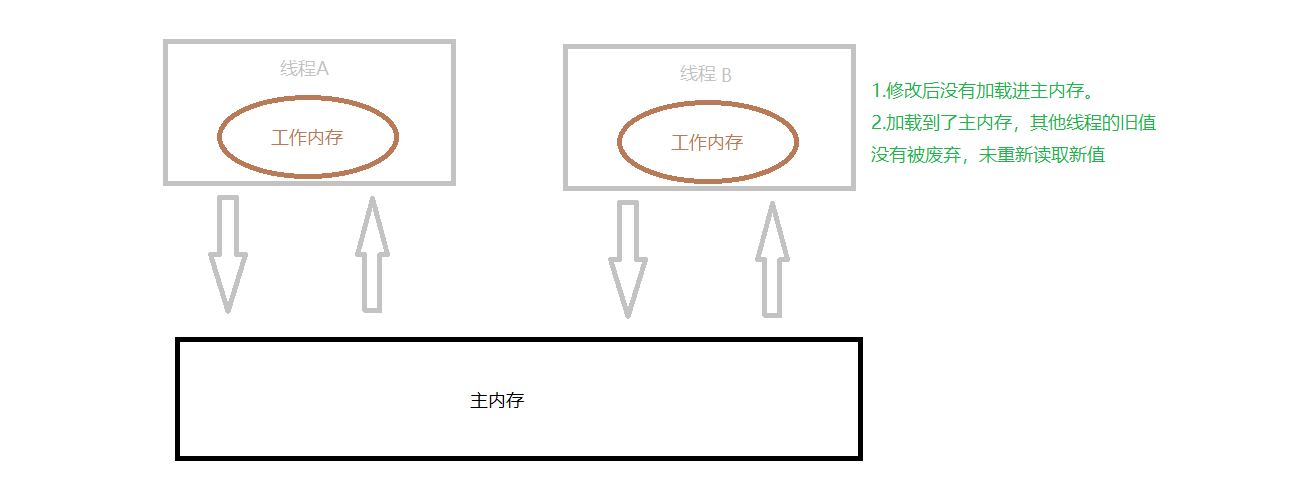 线程A
线程 B
工作内存
工作内存
1.修改后没有加载进主内存。
2.加载到了主内存，其他线程的旧值
没有被废弃，未重新读取新值
主内存